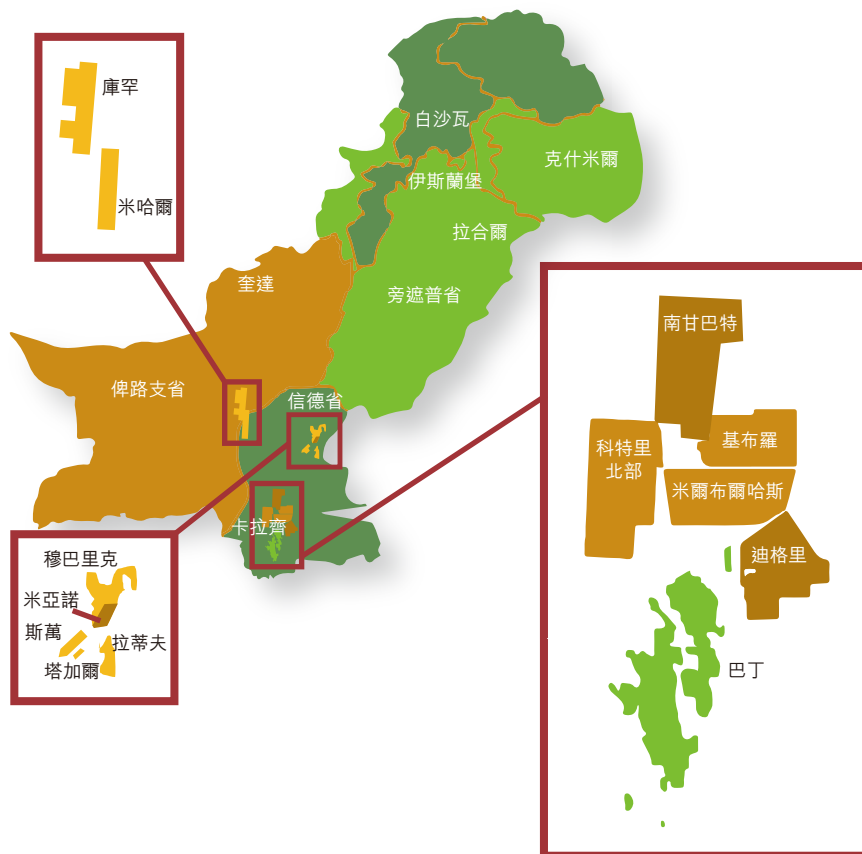 庫罕
米哈爾
白沙瓦
克什米爾
伊斯蘭堡
拉合爾
奎達
旁遮普省
俾路支省
信德省
卡拉齊
南甘巴特
科特里
北部
基布羅
米爾布爾哈斯
迪格里
巴丁
穆巴里克
米亞諾
斯萬
拉蒂夫
塔加爾